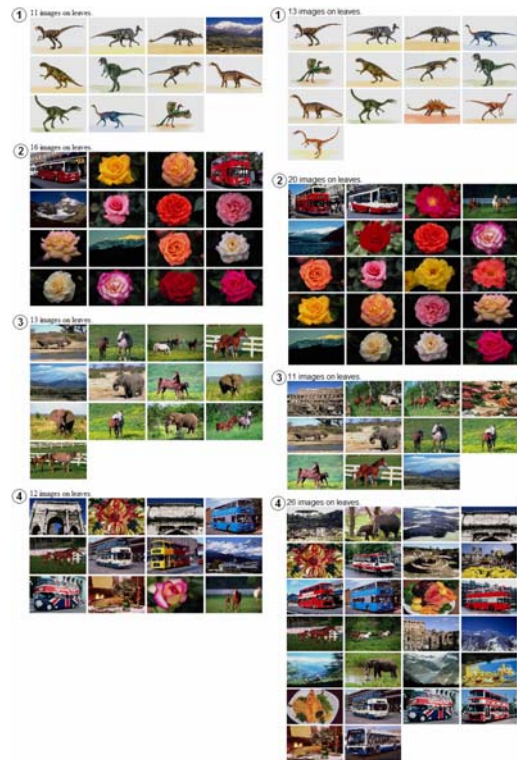 1 11 images on leaves.
2 16 images on leaves.
3 13 images on leaves.
4 12 images on leaves.
1 13 images on leaves.
2 20 images on leaves.
3 11 images on leaves.
4 26 images on leaves.